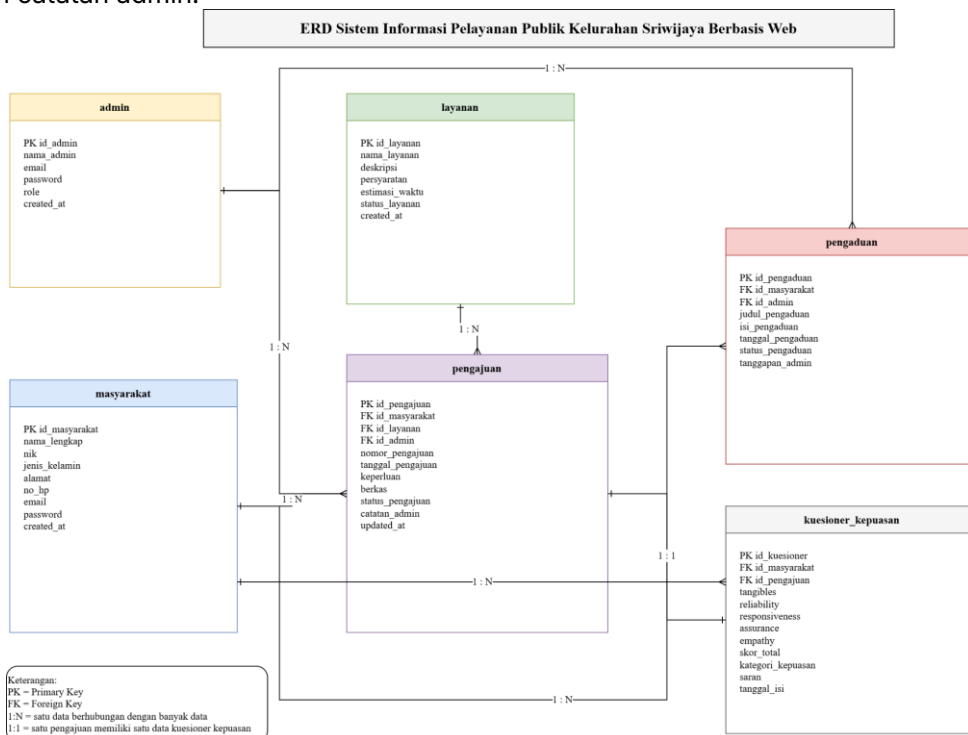 catatan admin.
ERD Sistem Informasi Pelayanan Publik Kelurahan Sriwijaya Berbasis Web
1 : N
admin
PK id_admin
nama_admin
email
password
role
created_at
layanan
PK id_layanan
nama_layanan
deskripsi
persyaratan
estimasi_waktu
status_layanan
created_at
pengaduan
PK id_pengaduan
FK id_masyarakat
FK id_admin
judul_pengaduan
isi_pengaduan
tanggal_pengaduan
status_pengaduan
tanggapan_admin
1 : N
1 : N
masyarakat
PK id_masyarakat
nama_lengkap
nik
jenis_kelamin
alamat
no_hp
email
password
created_at
pengajuan
PK id_pengajuan
FK id_masyarakat
FK id_layanan
FK id_admin
nomor_pengajuan
tanggal_pengajuan
keperluan
berkas
status_pengajuan
catatan_admin
updated_at
1 : N
1 : 1
1 : N
1 : N
kuesioner_kepuasan
PK id_kuesioner
FK id_masyarakat
FK id_pengajuan
tangibles
reliability
responsiveness
assurance
empathy
skor_total
kategori_kepuasan
saran
tanggal_isi
Keterangan:
PK = Primary Key
FK = Foreign Key
1:N = satu data berhubungan dengan banyak data
1:1 = satu pengajuan memiliki satu data kuesioner kepuasan